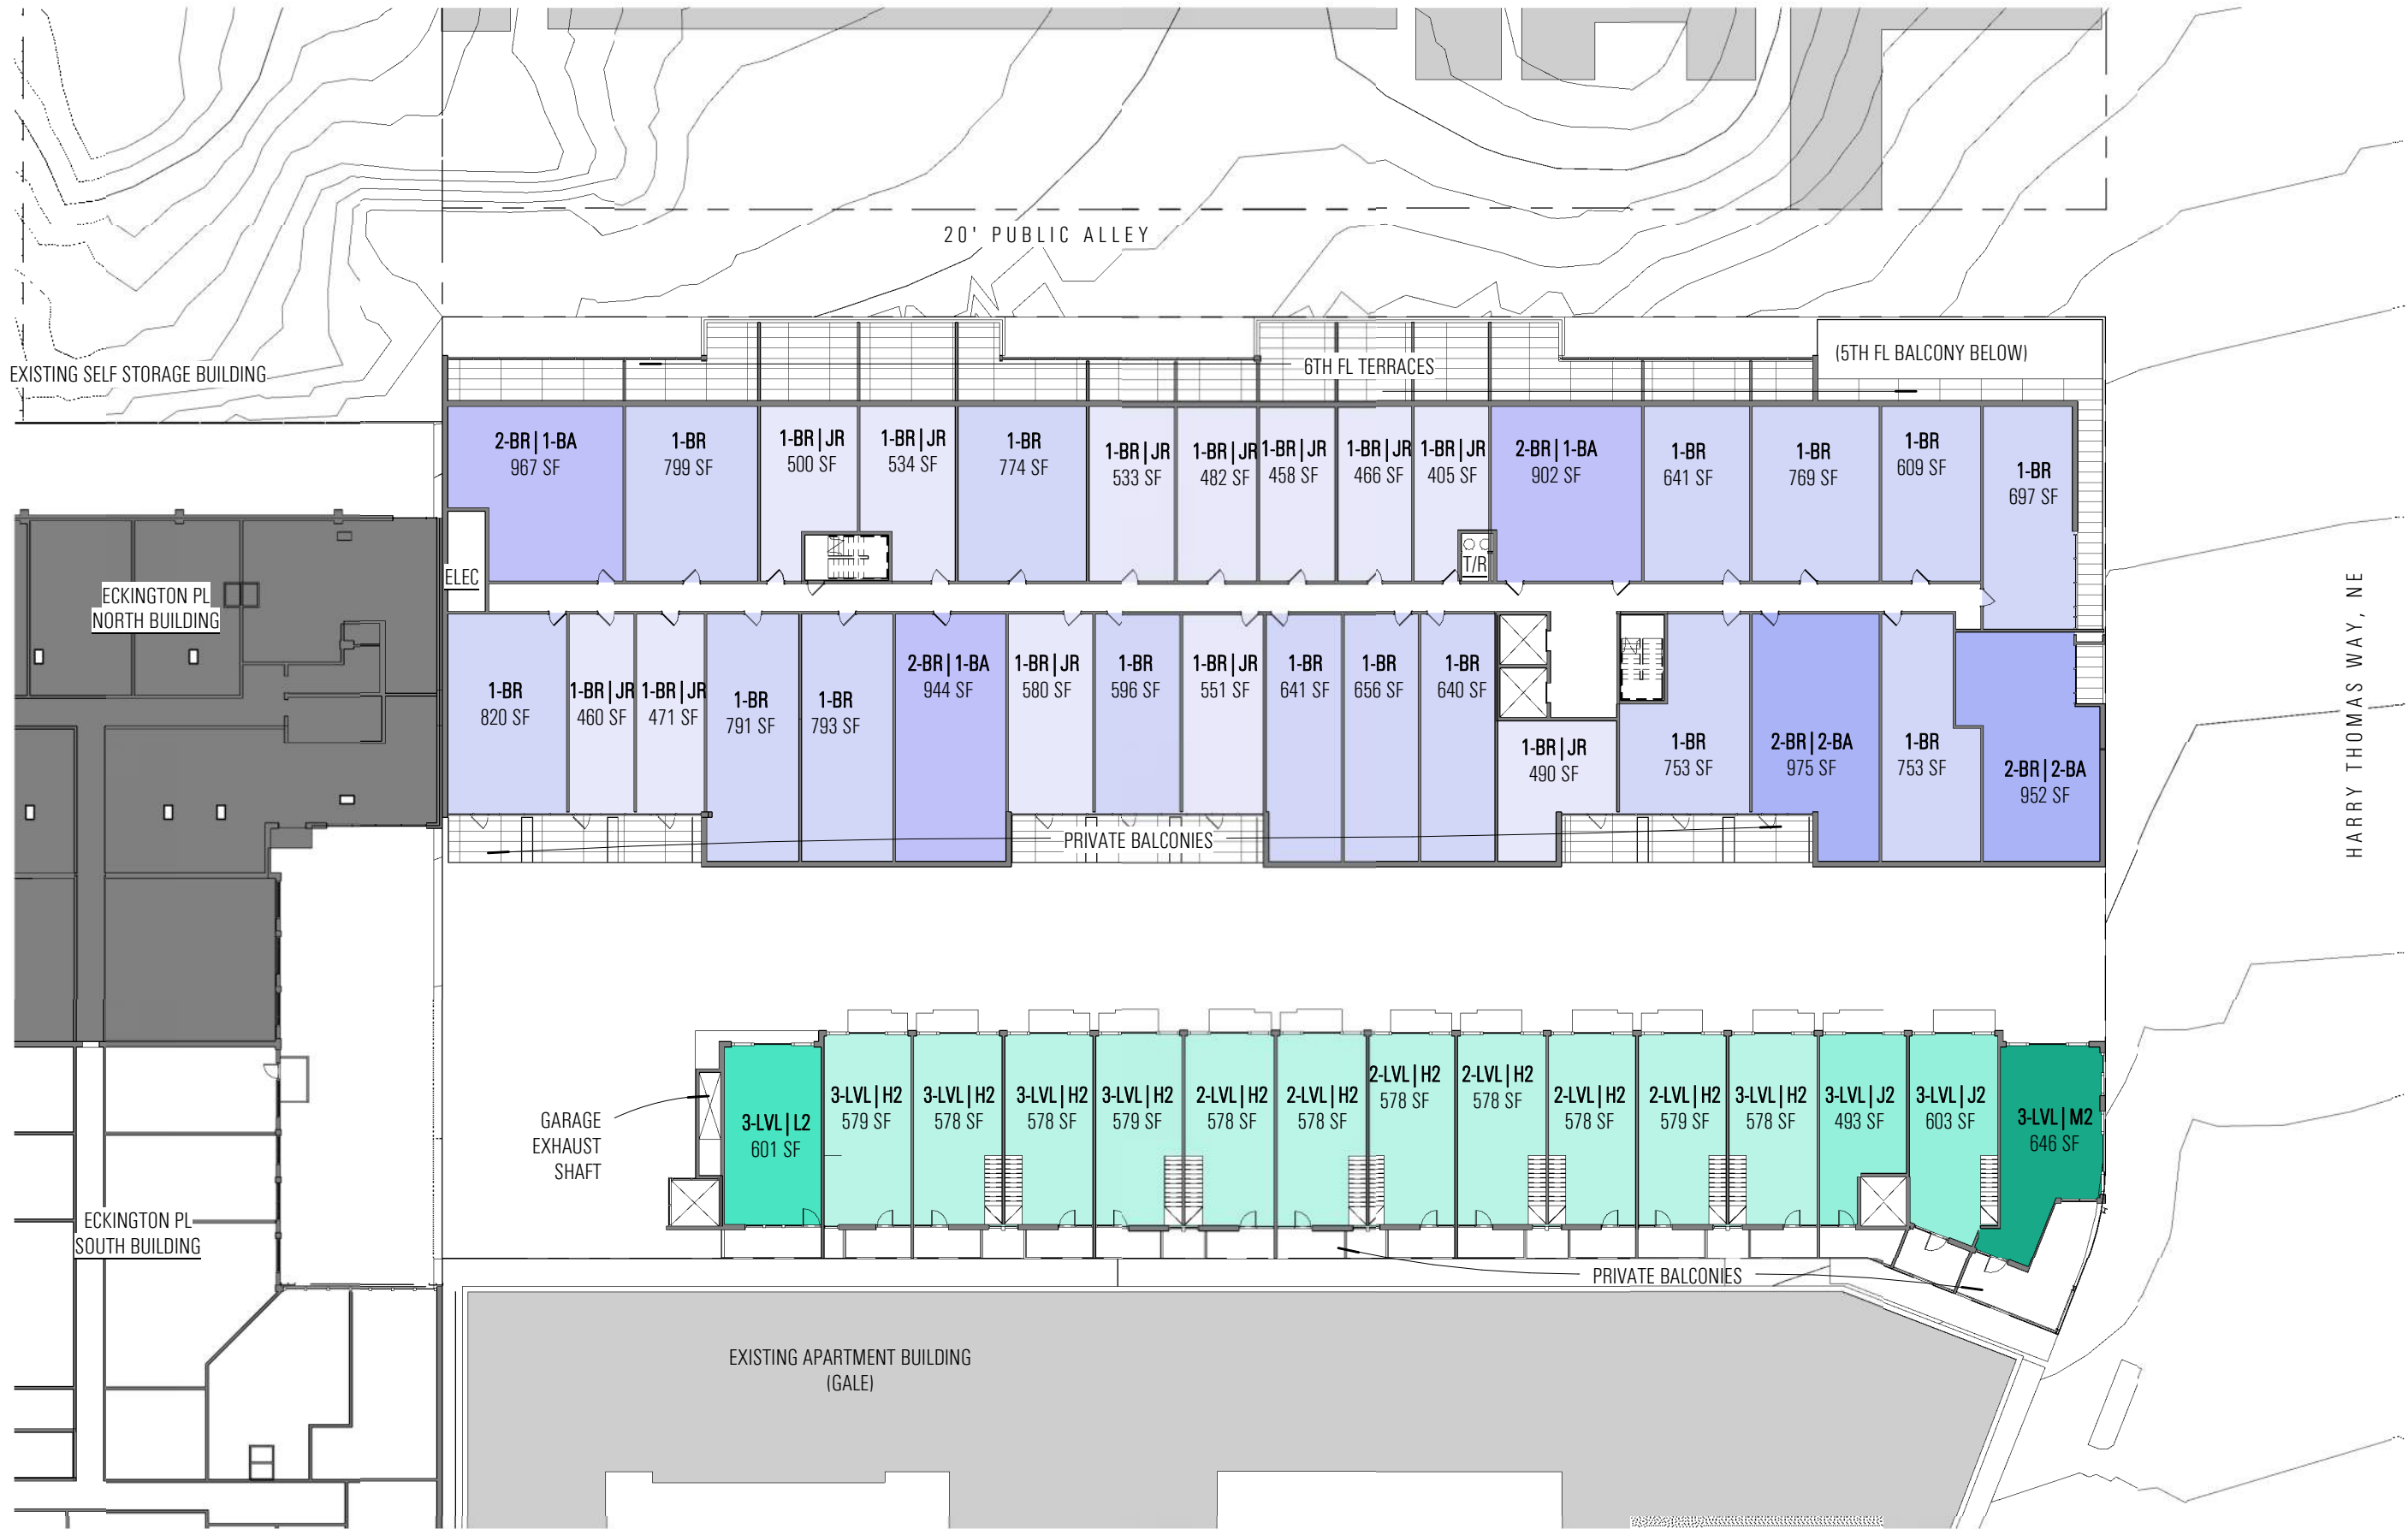 20' PUBLIC ALLEY
(5TH FL BALCONY BELOW)
6TH FL TERRACES
EXISTING SELF STORAGE BUILDING
2-BR|1-BA
967 SF
1-BR
799 SF
1-BR|JR
500 SF
1-BR|JR
534 SF
1-BR
774 SF
1-BR|JR
533 SF
1-BR|JR
482 SF
1-BR|JR
458 SF
1-BR|JR
466 SF
1-BR|JR
405 SF
2-BR|1-BA
902 SF
1-BR
641 SF
1-BR
769 SF
1-BR
609 SF
1-BR
697 SF
T/R
ELEC
ECKINGTON PL
NORTH BUILDING
HARRY THOMAS WAY, NE
1-BR
820 SF
1-BR|JR
460 SF
1-BR|JR
471 SF
1-BR
791 SF
1-BR
793 SF
2-BR|1-BA
944 SF
1-BR|JR
580 SF
1-BR
596 SF
1-BR|JR
551 SF
1-BR
641 SF
1-BR
656 SF
1-BR
640 SF
1-BR|JR
490 SF
1-BR
753 SF
2-BR|2-BA
975 SF
1-BR
753 SF
2-BR|2-BA
952 SF
PRIVATE BALCONIES
GARAGE
EXHAUST
SHAFT
3-LVL|L2
601 SF
3-LVL|H2
579 SF
3-LVL|H2
578 SF
3-LVL|H2
578 SF
3-LVL|H2
579 SF
2-LVL|H2
578 SF
2-LVL|H2
578 SF
2-LVL|H2
578 SF
2-LVL|H2
578 SF
2-LVL|H2
578 SF
2-LVL|H2
579 SF
3-LVL|H2
578 SF
3-LVL|J2
493 SF
3-LVL|J2
603 SF
3-LVL|M2
646 SF
ECKINGTON PL
SOUTH BUILDING
PRIVATE BALCONIES
EXISTING APARTMENT BUILDING
(GALE)